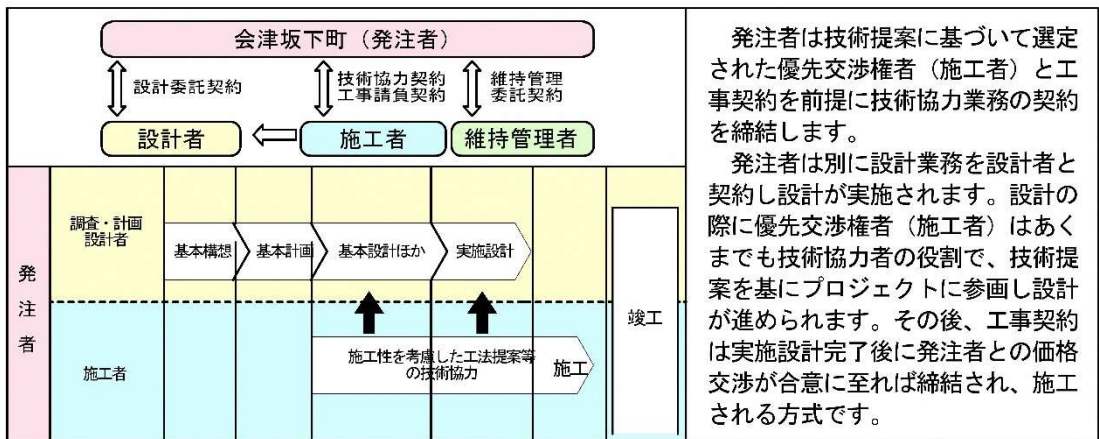 会津坂下町（発注者）
設計委託契約
技術協力契約
工事請負契約
維持管理
委託契約
設計者
施工者
維持管理者
発注者
調査・計画
設計者
基本構想
基本計画
基本設計ほか
実施設計
竣工
施工者
施工性を考慮した工法提案等
の技術協力
施工
発注者は技術提案に基づいて選定
された優先交渉権者（施工者）と工
事契約を前提に技術協力業務の契約
を締結します。
発注者は別に設計業務を設計者と
契約し設計が実施されます。設計の
際に優先交渉権者（施工者）はあく
までも技術協力者の役割で、技術提
案を基にプロジェクトに参画し設計
が進められます。その後、工事契約
は実施設計完了後に発注者との価格
交渉が合意に至れば締結され、施工
される方式です。